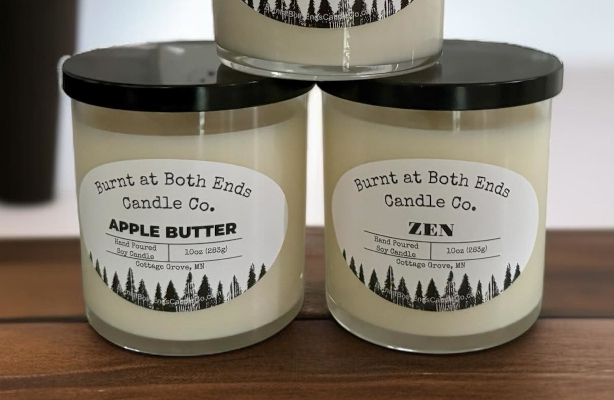 Burnt at Both Ends
Candle Co.
APPLE BUTTER
Hand Poured
Soy Candle
10oz (283g)
Cottage Grove, MN
Burnt at Both Ends
Candle Co.
ZEN
Hand Poured
Soy Candle
10oz (283g)
Cottage Grove, MN